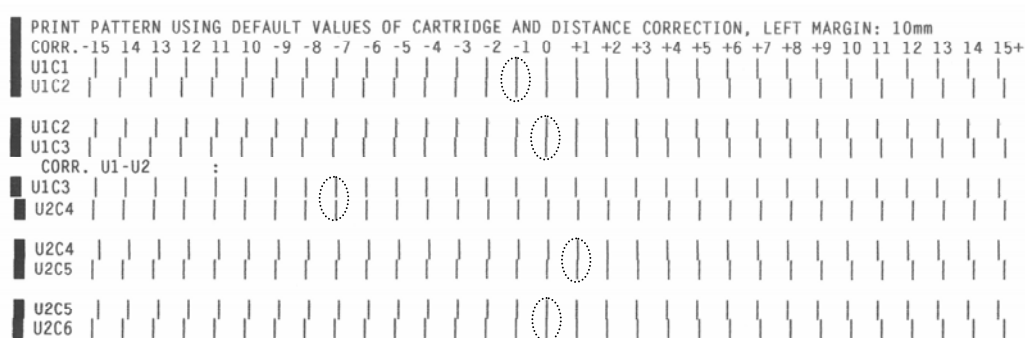 PRINT PATTERN USING DEFAULT VALUES OF CARTRIDGE AND DISTANCE CORRECTION, LEFT MARGIN: 10mm
CORR.-15 14 13 12 11 10 -9 -8 -7 -6 -5 -4 -3 -2 -1 0 +1 +2 +3 +4 +5 +6 +7 +8 +9 10 11 12 13 14 15+
U1C1
U1C2
U1C2
U1C3
CORR. U1-U2 :
U1C3
U2C4
U2C4
U2C5
U2C5
U2C6